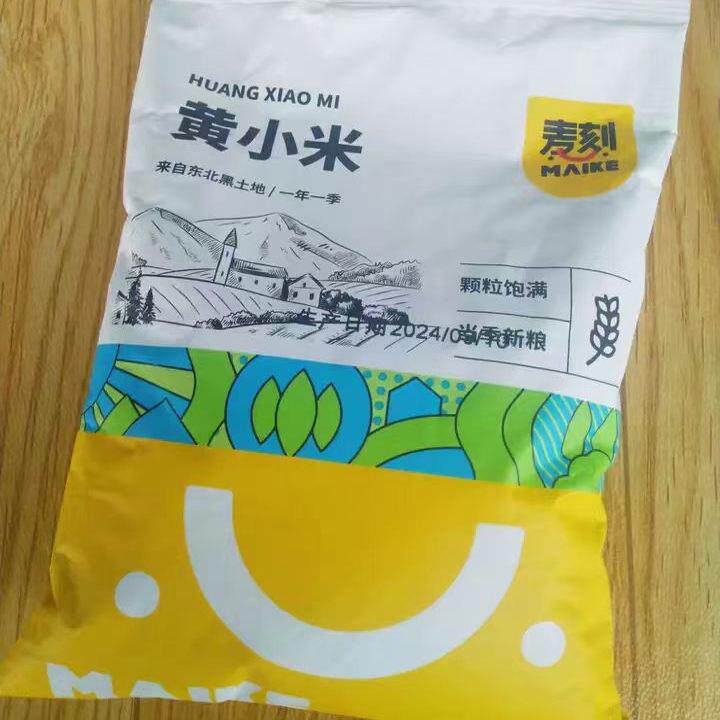 HUANG XIAO MI
黄小米
来自东北黑土地/一年一季
麦刻
MAIKE
颗粒饱满
当季新粮
生产日期2024/0
MAIKE